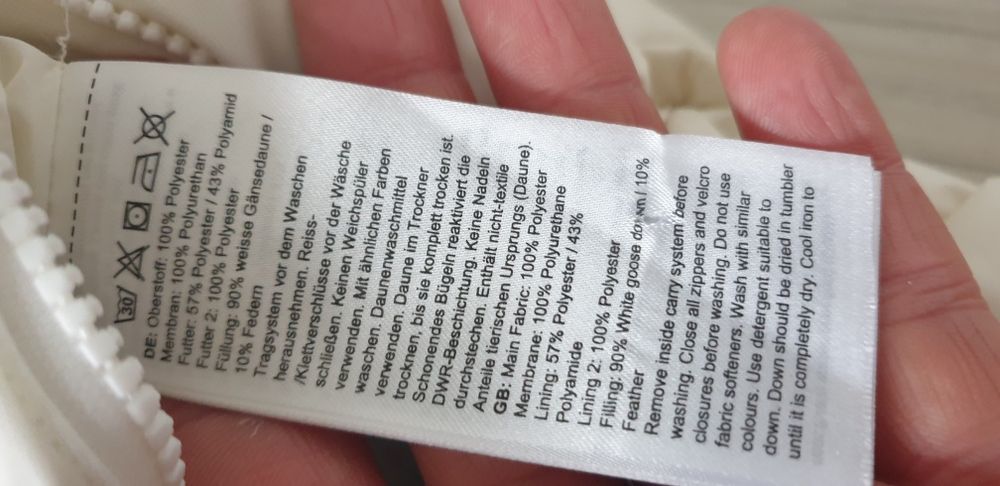 30
DE: Oberstoff: 100% Polyester
Membran: 100% Polyurethan
Futter: 57% Polyester / 43% Polyamid
Futter 2: 100% Polyester
Füllung: 90% weisse Gänsedaune /
10% Federn
Tragsystem vor dem Waschen
herausnehmen. Reiss-
/Klettverschlüsse vor der Wäsche
schließen. Keinen Weichspüler
verwenden. Mit ähnlichen Farben
waschen. Daunenwaschmittel
verwenden. Daune im Trockner
trocknen, bis sie komplett trocken ist.
Schonendes Bügeln reaktiviert die
DWR-Beschichtung. Keine Nadeln
durchstechen. Enthält nicht-textile
Anteile tierischen Ursprungs (Daune).
GB: Main Fabric: 100% Polyester
Membrane: 100% Polyurethane
Lining: 57% Polyester / 43%
Polyamide
Lining 2: 100% Polyester
Filling: 90% White goose down / 10%
Feather
Remove inside carry system before
washing. Close all zippers and velcro
closures before washing. Do not use
fabric softeners. Wash with similar
colours. Use detergent suitable to
down. Down should be dried in tumbler
until it is completely dry. Cool iron to